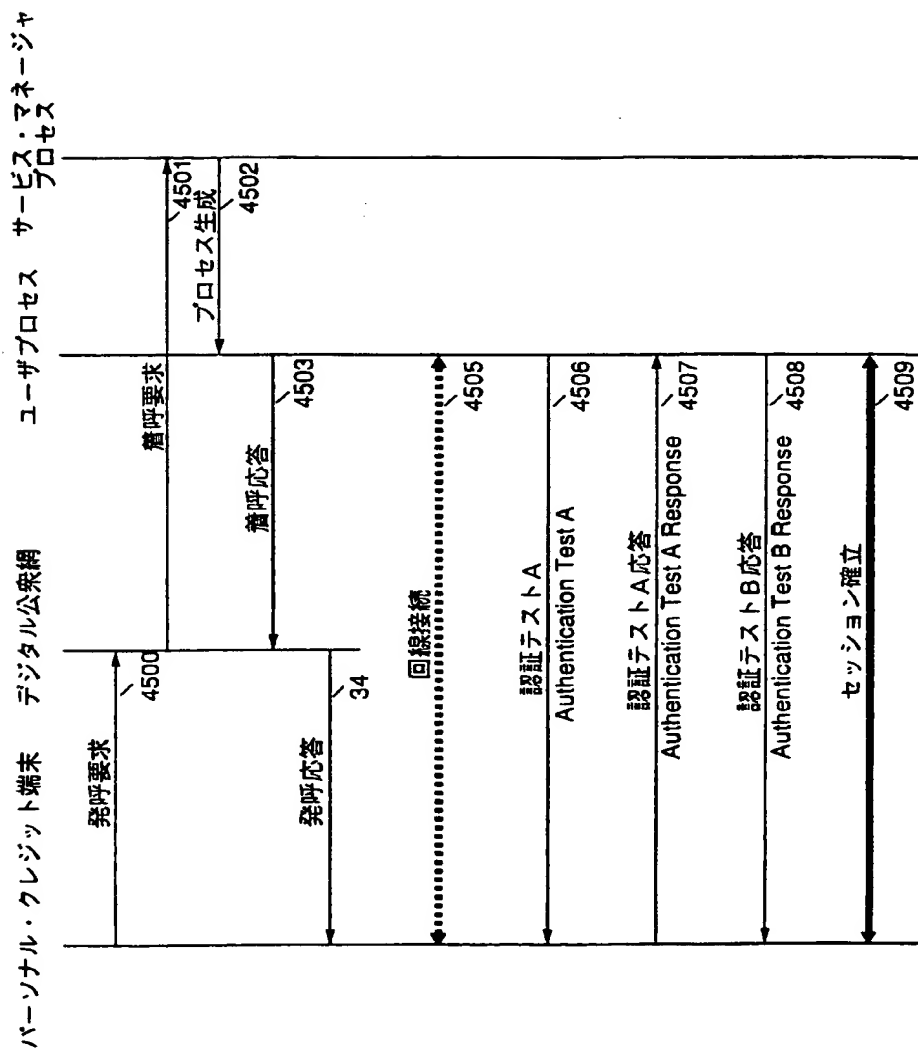 パーソナル・クレジット端末
デジタル公衆網
ユーザプロセス
サービス・マネージャ
プロセス
発呼要求
4500
着呼要求
4501
プロセス生成
4502
着呼応答
4503
発呼応答
34
回線接続
4505
認証テストA
Authentication Test A
4506
認証テストA応答
Authentication Test A Response
4507
認証テストB応答
Authentication Test B Response
4508
セッション確立
4509